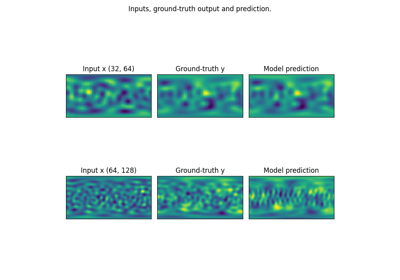 Inputs, ground-truth output and prediction.
Input x (32, 64) Ground-truth y Model prediction
Input x (64, 128) Ground-truth y Model prediction